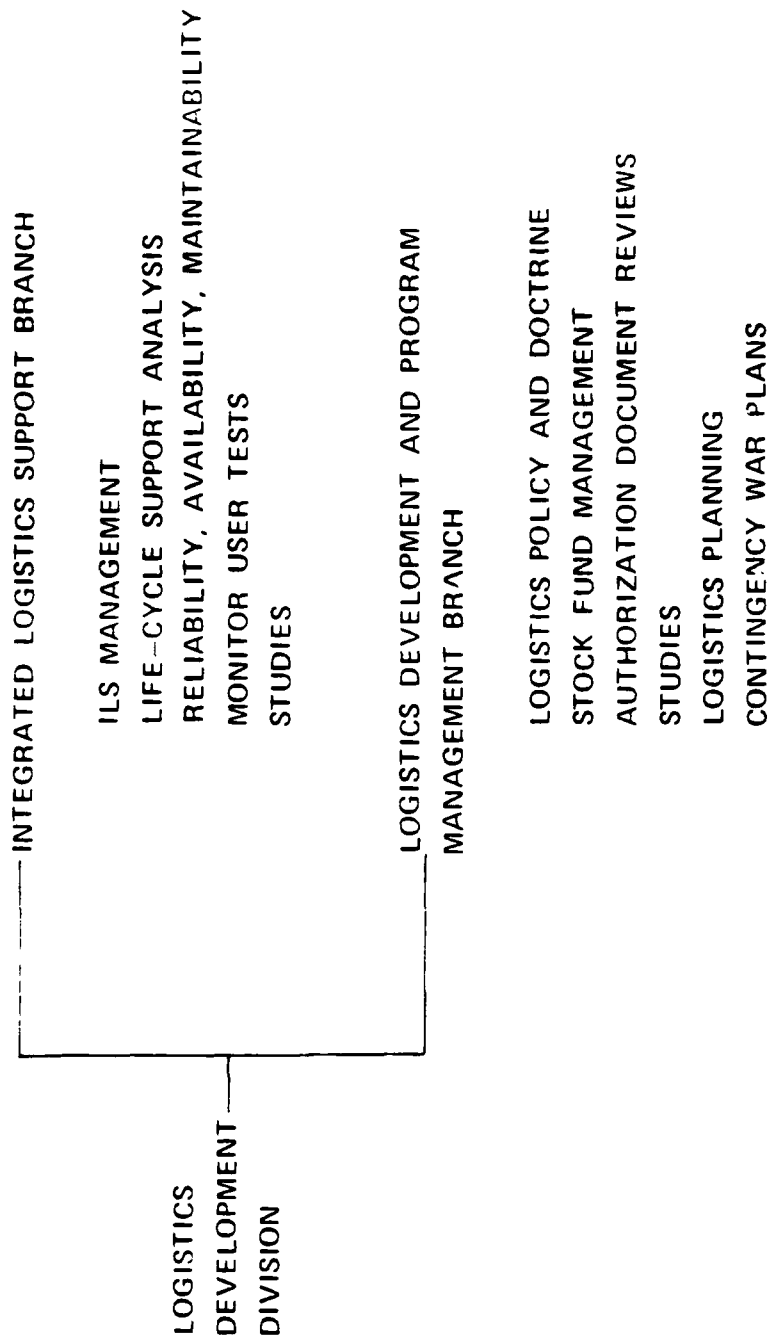 LOGISTICS
DEVELOPMENT
DIVISION
INTEGRATED LOGISTICS SUPPORT BRANCH
ILS MANAGEMENT
LIFE-CYCLE SUPPORT ANALYSIS
RELIABILITY, AVAILABILITY, MAINTAINABILITY
MONITOR USER TESTS
STUDIES
LOGISTICS DEVELOPMENT AND PROGRAM
MANAGEMENT BRANCH
LOGISTICS POLICY AND DOCTRINE
STOCK FUND MANAGEMENT
AUTHORIZATION DOCUMENT REVIEWS
STUDIES
LOGISTICS PLANNING
CONTINGENCY WAR PLANS